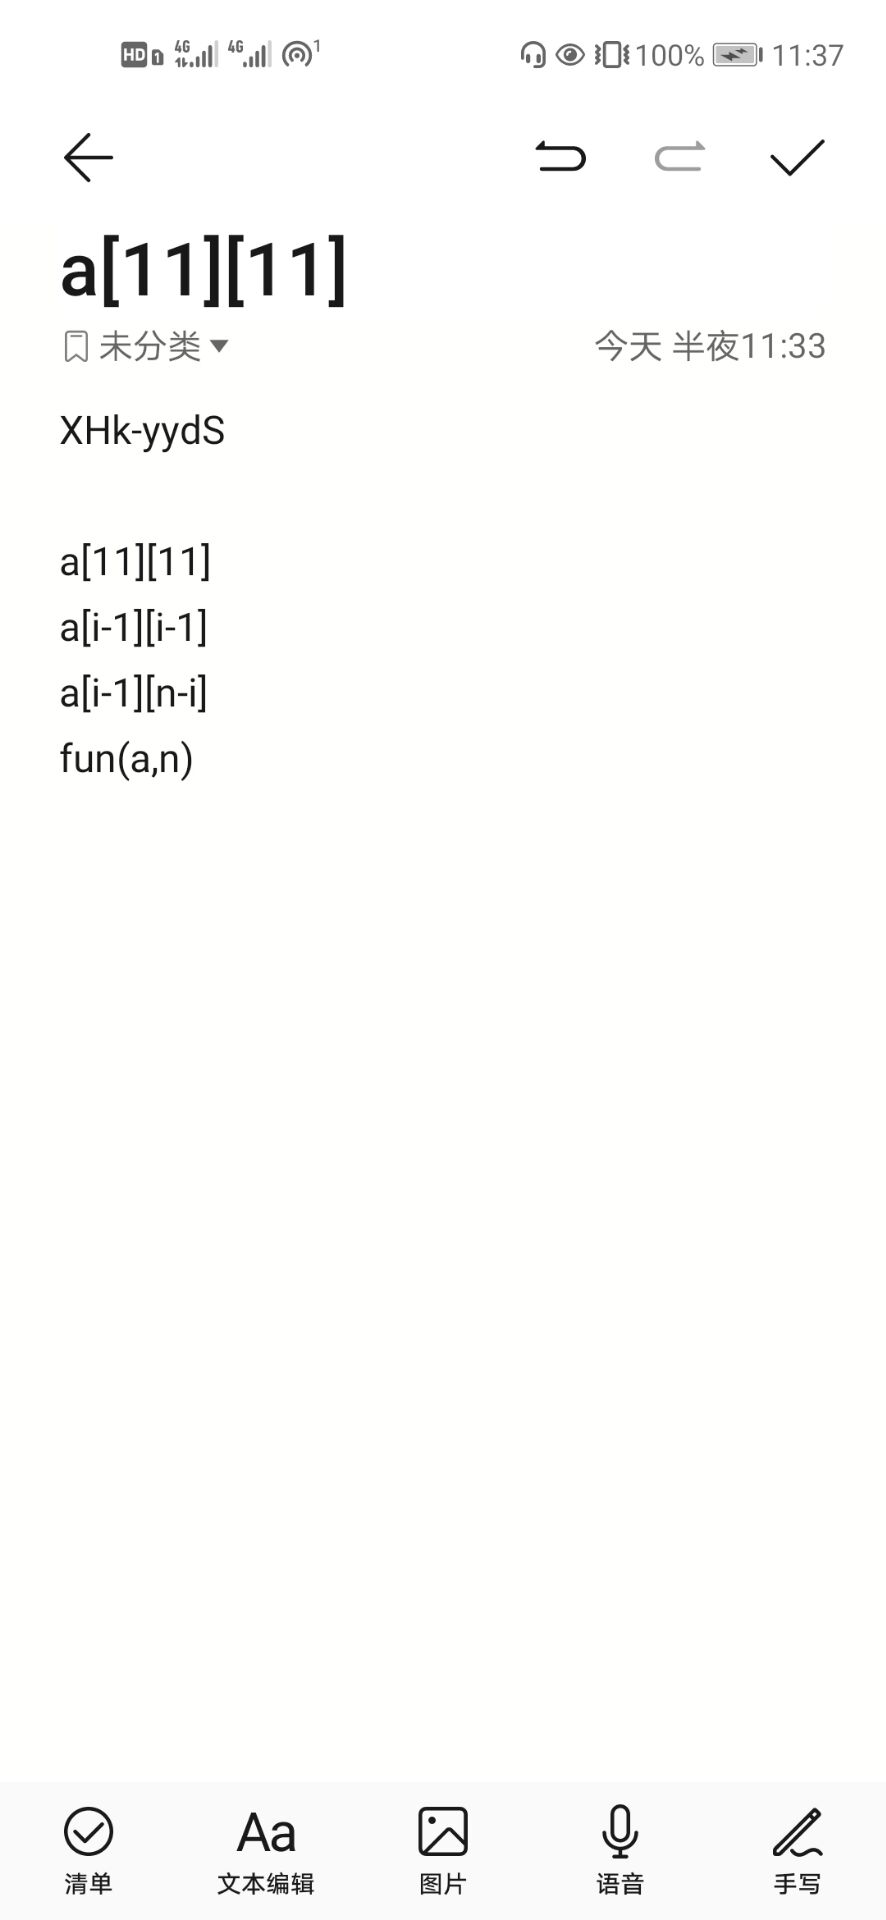 HD 1 4G 4G 1 100% 11:37
a[11][11]
未分类 今天 半夜11:33
XHk-yydS
a[11][11]
a[i-1][i-1]
a[i-1][n-i]
fun(a,n)
Aa
清单 文本编辑 图片 语音 手写